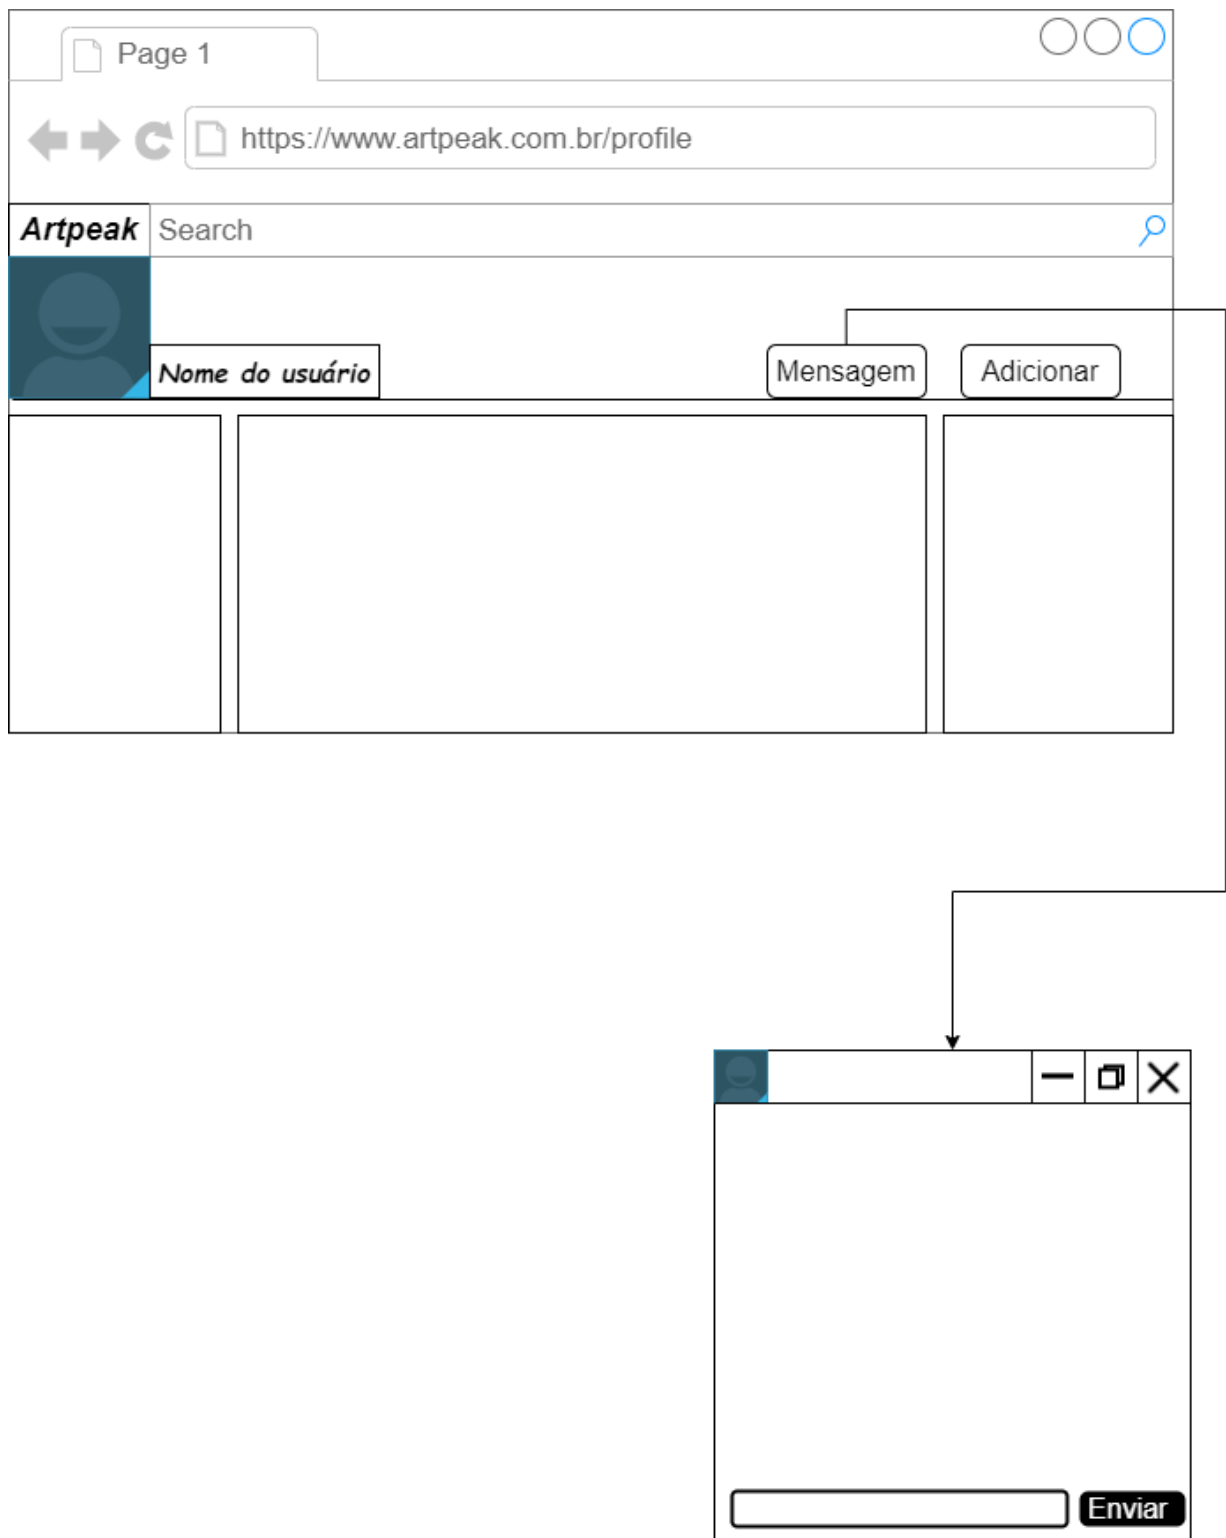 Page 1
https://www.artpeak.com.br/profile
Artpeak Search
Nome do usuário Mensagem Adicionar
Enviar